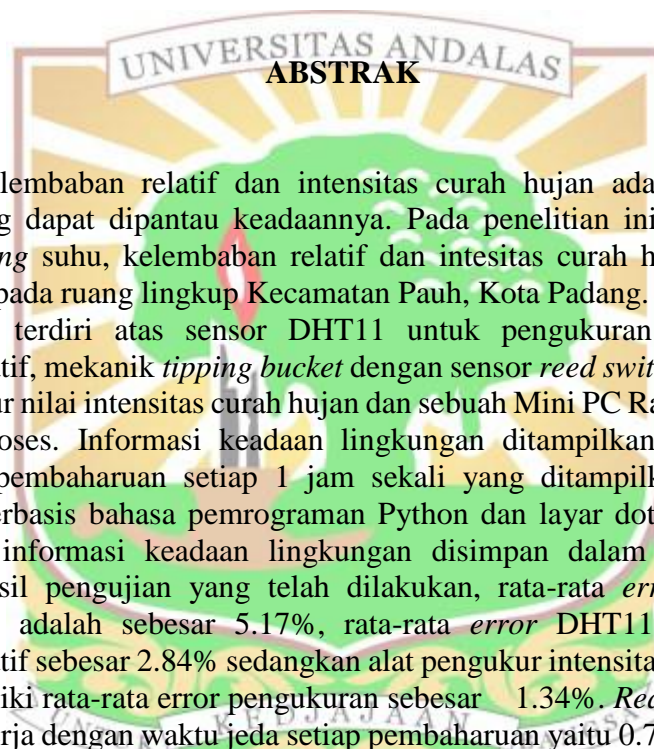 UNIVERSITAS ANDALAS
ABSTRAK
lembaban relatif dan intensitas curah hujan ada
g dapat dipantau keadaannya. Pada penelitian ini
ng suhu, kelembaban relatif dan intesitas curah h
pada ruang lingkup Kecamatan Pauh, Kota Padang.
terdiri atas sensor DHT11 untuk pengukuran
atif, mekanik tipping bucket dengan sensor reed swit
ur nilai intensitas curah hujan dan sebuah Mini PC Ra
oses. Informasi keadaan lingkungan ditampilkan
pembaharuan setiap 1 jam sekali yang ditampilk
erbasis bahasa pemrograman Python dan layar dot
informasi keadaan lingkungan disimpan dalam
sil pengujian yang telah dilakukan, rata-rata err
adalah sebesar 5.17%, rata-rata error DHT11
tif sebesar 2.84% sedangkan alat pengukur intensita
iki rata-rata error pengukuran sebesar 1.34%. Rea
rja dengan waktu jeda setiap pembaharuan yaitu 0.7